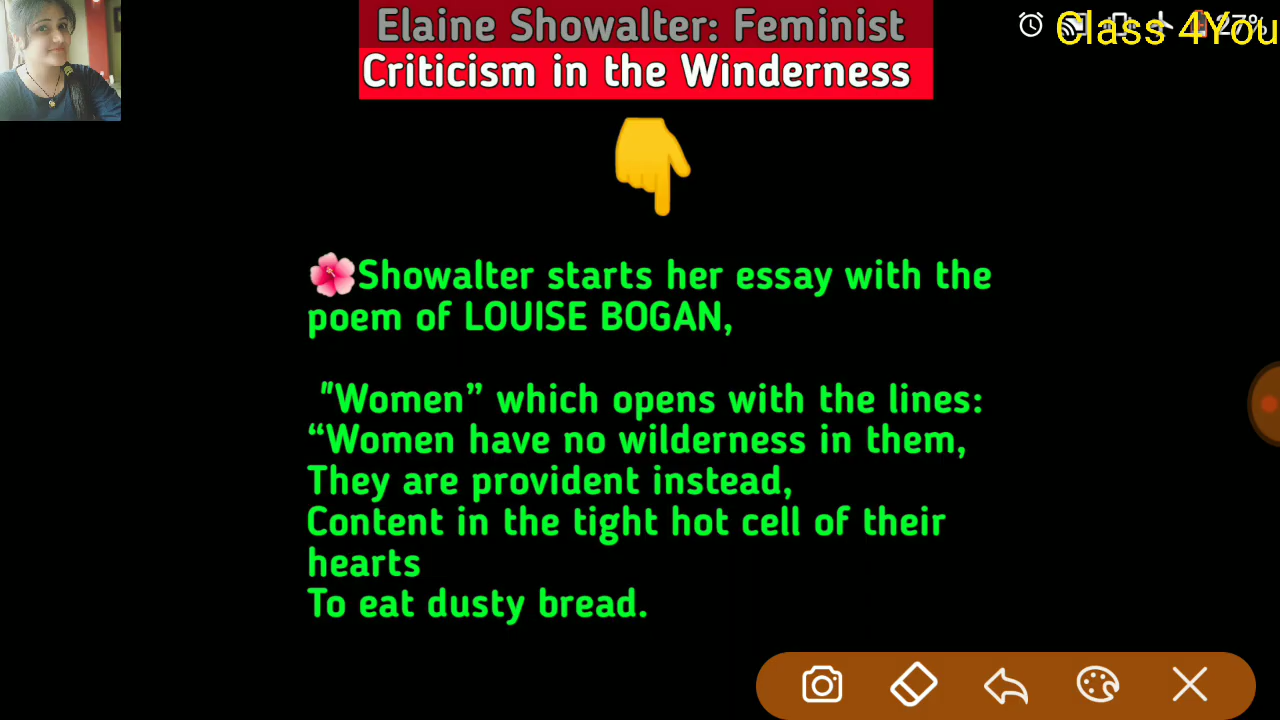 Elaine Showalter: Feminist
Criticism in the Winderness
Class 4You
27%
Showalter starts her essay with the
poem of LOUISE BOGAN,
"Women” which opens with the lines:
“Women have no wilderness in them,
They are provident instead,
Content in the tight hot cell of their
hearts
To eat dusty bread.